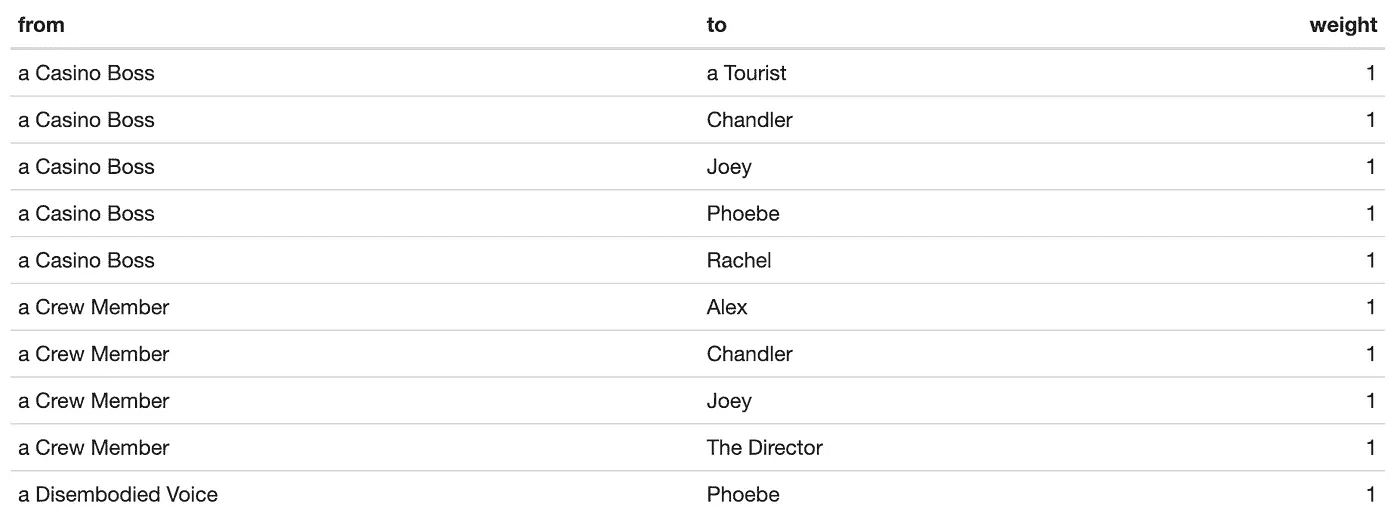 from to weight
a Casino Boss a Tourist 1
a Casino Boss Chandler 1
a Casino Boss Joey 1
a Casino Boss Phoebe 1
a Casino Boss Rachel 1
a Crew Member Alex 1
a Crew Member Chandler 1
a Crew Member Joey 1
a Crew Member The Director 1
a Disembodied Voice Phoebe 1